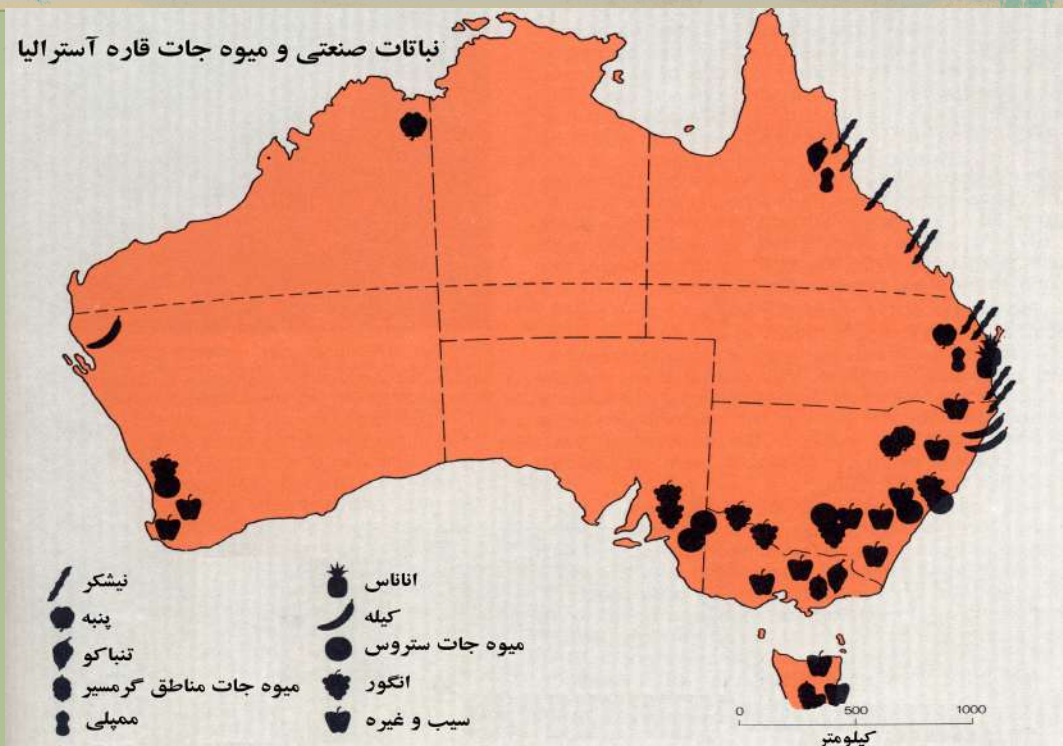 نباتات صنعتی و میوه جات قاره آسترالیا
اناناس
کیله
میوه جات ستروس
انگور
سیب و غیره
نیشکر
پنبه
تنباکو
میوه جات مناطق گرمسیر
ممپلی
0 500 1000
کیلومتر